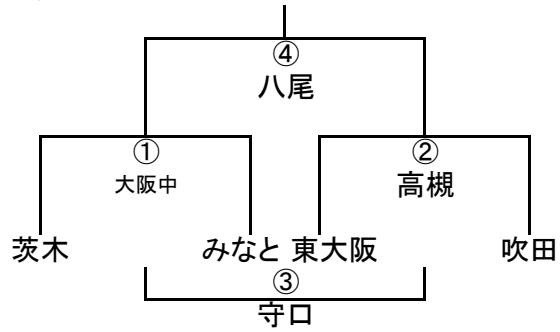 ④
八尾
① ②
大阪中 高槻
茨木 みなと 東大阪 吹田
③
守口